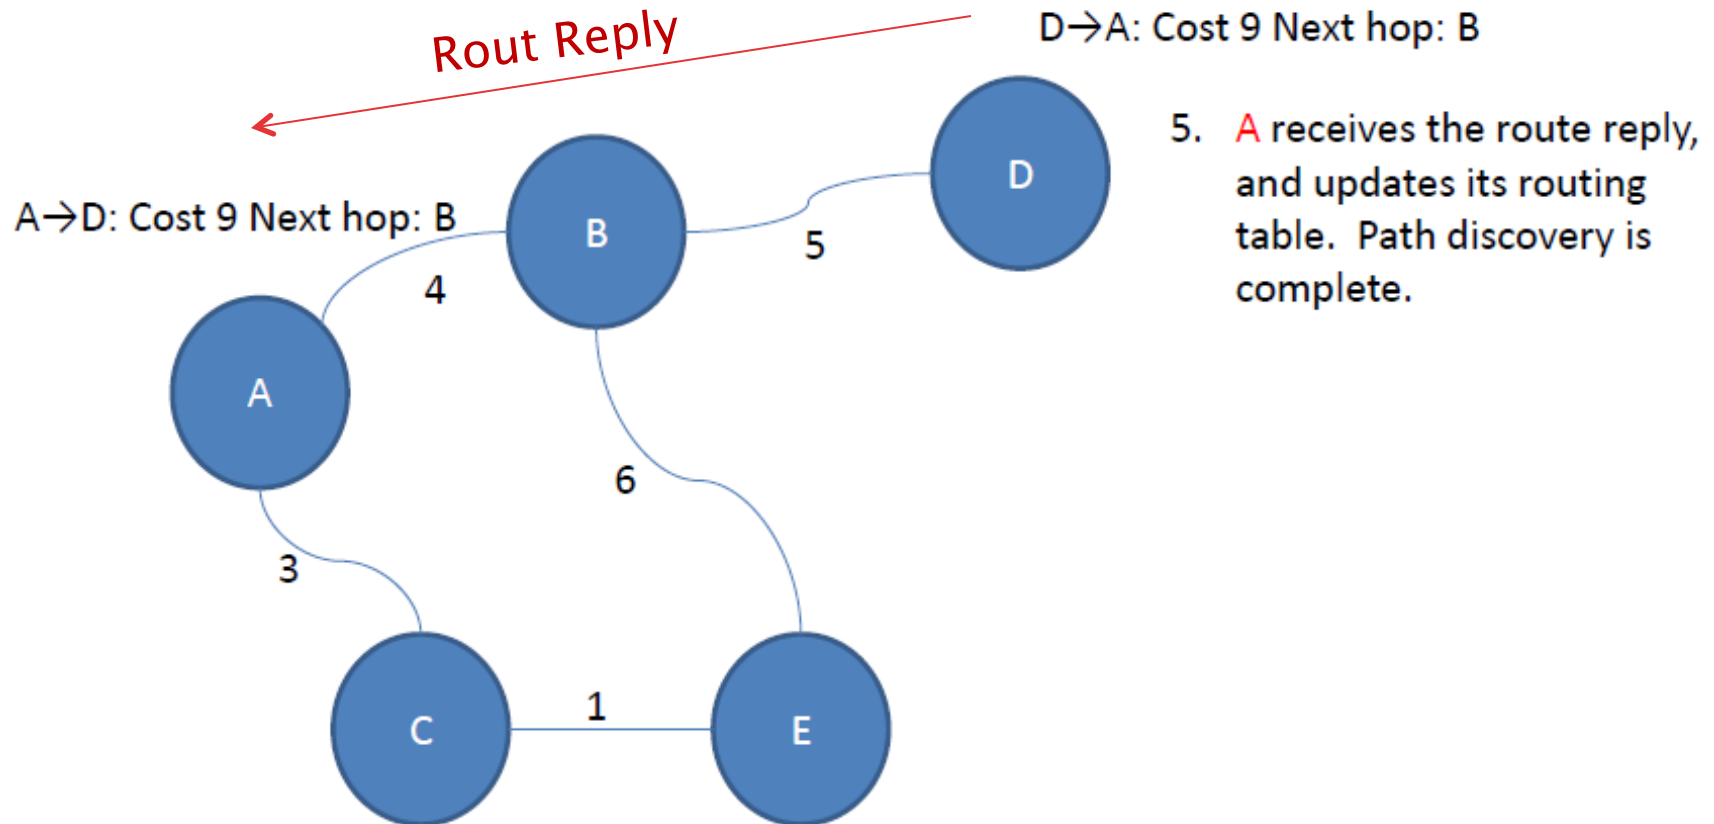 Rout Reply
D→A: Cost 9 Next hop: B
5. A receives the route reply,
and updates its routing
table. Path discovery is
complete.
A→D: Cost 9 Next hop: B
B
D
5
4
A
6
3
1
C
E